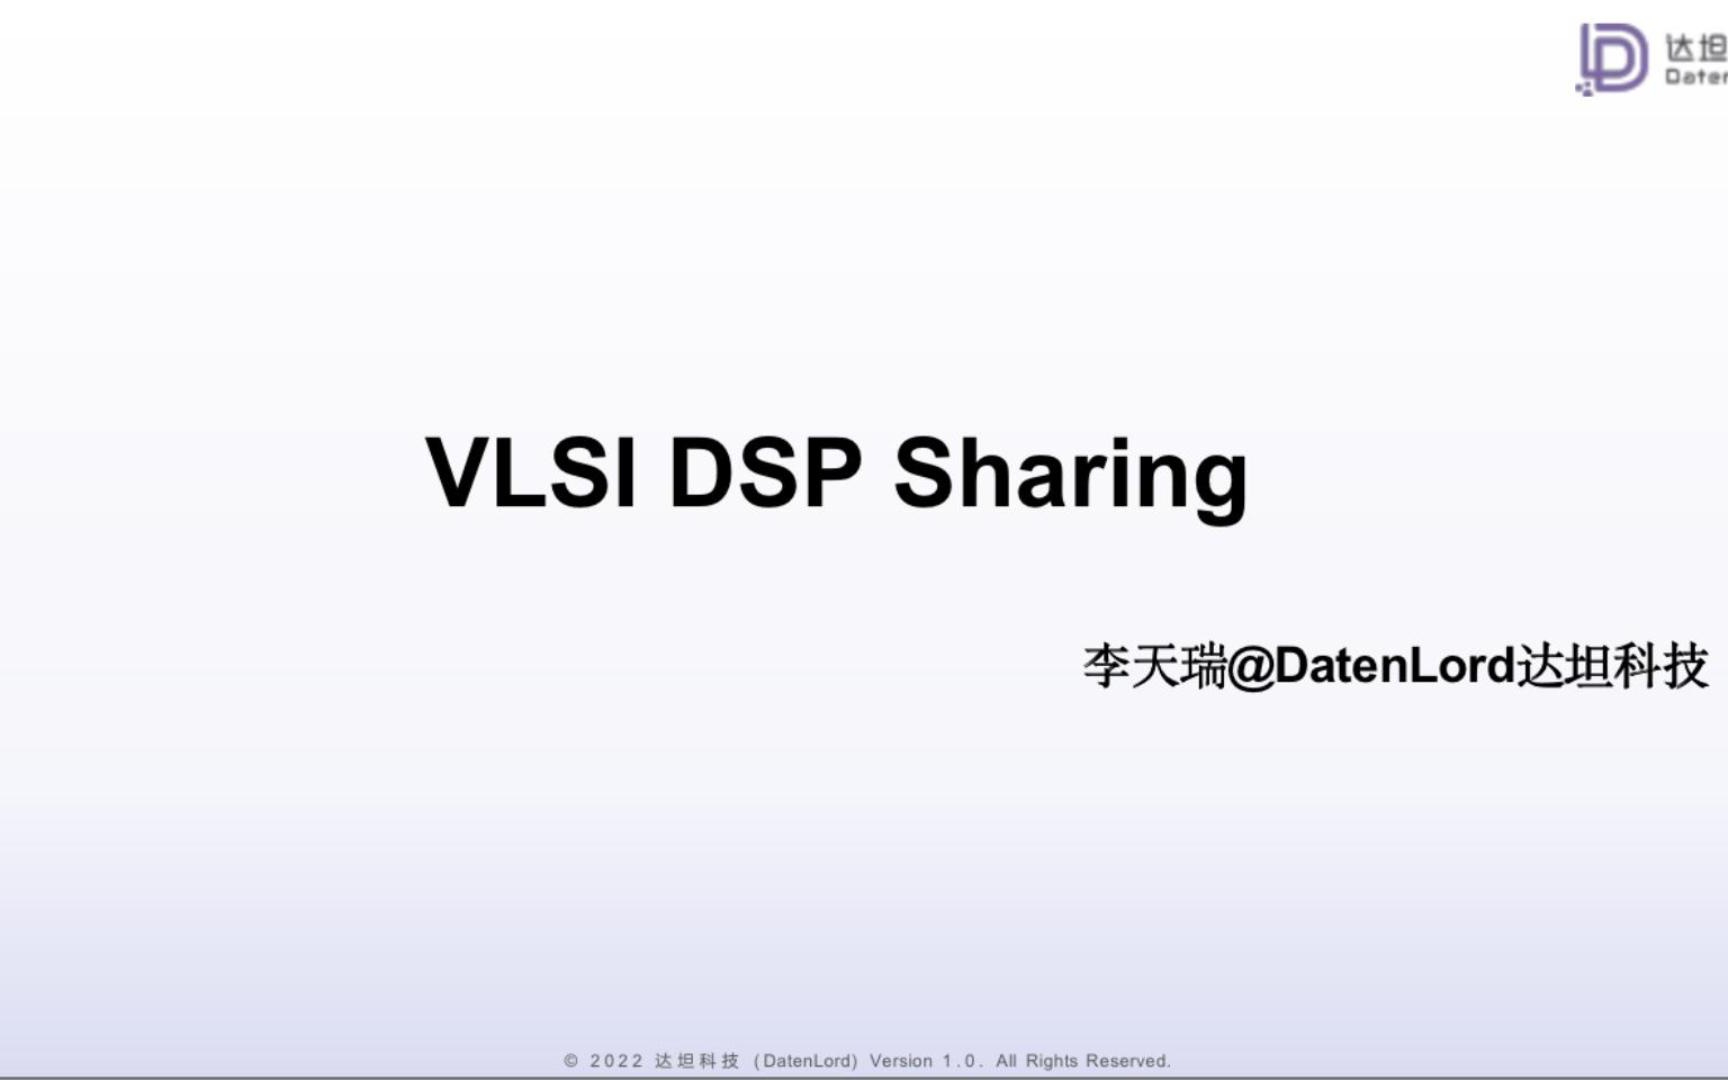 达坦
Daten
VLSI DSP Sharing
李天瑞@DatenLord达坦科技
© 2022 达坦科技 (DatenLord) Version 1.0. All Rights Reserved.